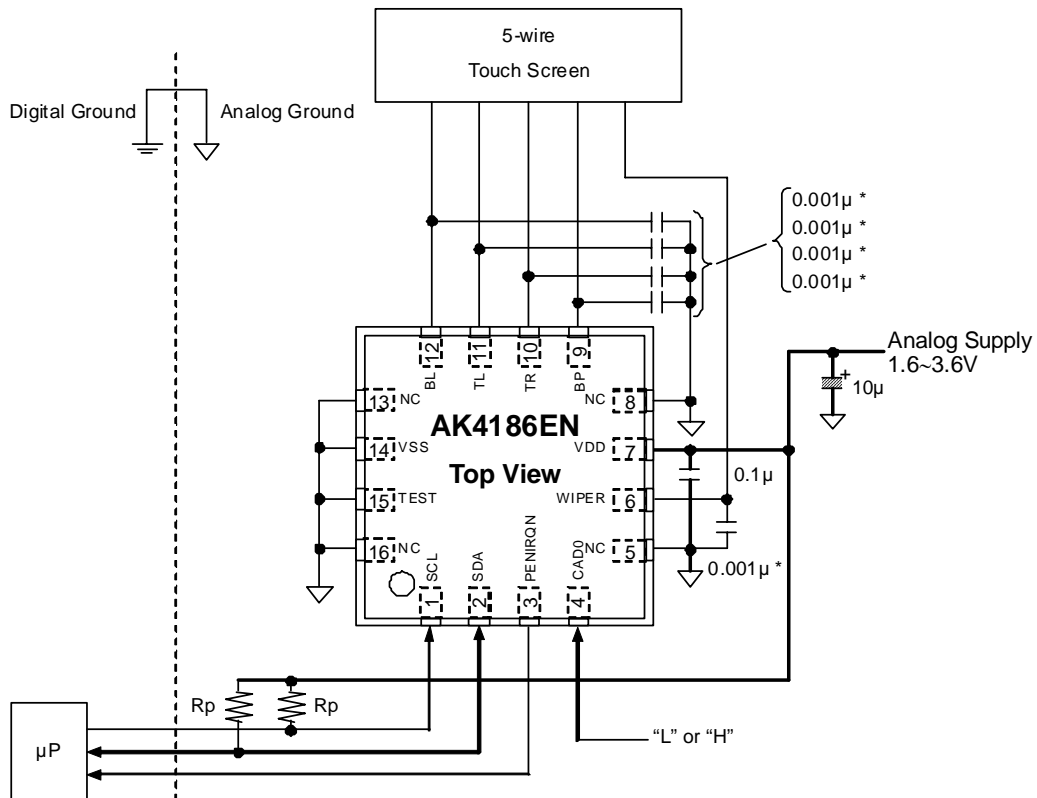 5-wire
Touch Screen
Digital Ground
Analog Ground
0.001µ *
0.001µ *
0.001µ *
0.001µ *
Analog Supply
1.6~3.6V
+
10µ
12
11
10
9
BL
TL
TR
BP
13
NC
NC
8
AK4186EN
14
VSS
VDD
7
Top View
0.1µ
15
TEST
WIPER
6
16
NC
NC
5
0.001µ *
SCL
SDA
PENIRQN
CAD0
1
2
3
4
Rp
Rp
µP
“L” or “H”